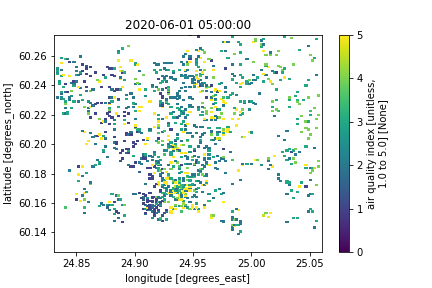 2020-06-01 05:00:00
60.26
60.24
60.22
60.20
60.18
60.16
60.14
latitude [degrees_north]
24.85 24.90 24.95 25.00 25.05
longitude [degrees_east]
5
4
3
2
1
0
air quality index [unitless,
1.0 to 5.0] [None]